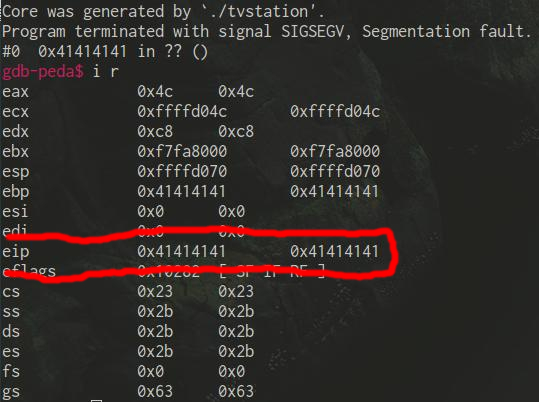 Core was generated by `./tvstation'.
Program terminated with signal SIGSEGV, Segmentation fault.
#0  0x41414141 in ?? ()
gdb-peda$ i r
eax 0x4c 0x4c
ecx 0xffffd04c 0xffffd04c
edx 0xc8 0xc8
ebx 0xf7fa8000 0xf7fa8000
esp 0xffffd070 0xffffd070
ebp 0x41414141 0x41414141
esi 0x0 0x0
edi 0x0 0x0
eip 0x41414141 0x41414141
eflags 0x10282 [ SF IF RF ]
cs 0x23 0x23
ss 0x2b 0x2b
ds 0x2b 0x2b
es 0x2b 0x2b
fs 0x0 0x0
gs 0x63 0x63